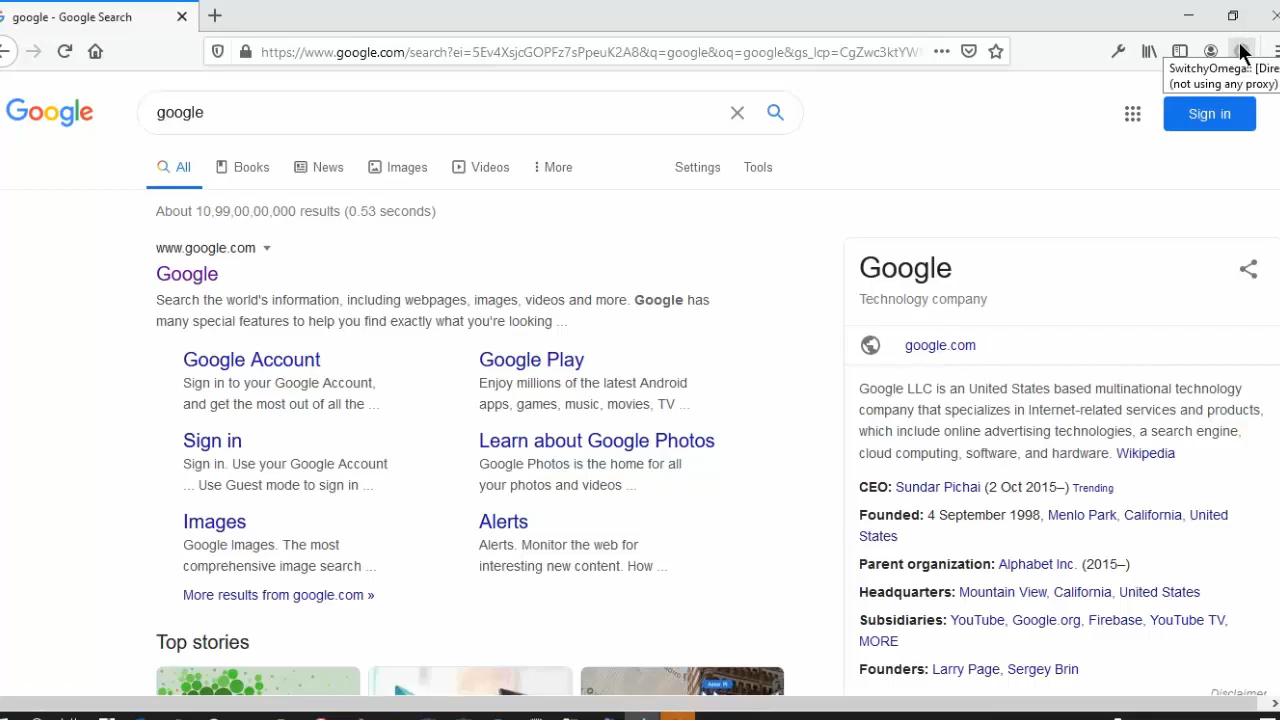 google - Google Search
https://www.google.com/search?ei=5Ev4XsjcGOPFz7sPpeuK2A8&q=google&oq=google&gs_lcp=CgZwc3ktYW
SwitchyOmega:: [Dire
(not using any proxy)
Google
google
Sign in
All Books News Images Videos More Settings Tools
About 10,99,00,00,000 results (0.53 seconds)
www.google.com
Google
Search the world's information, including webpages, images, videos and more. Google has
many special features to help you find exactly what you're looking ...
Google Account
Sign in to your Google Account,
and get the most out of all the ...
Google Play
Enjoy millions of the latest Android
apps, games, music, movies, TV ...
Sign in
Sign in. Use your Google Account
... Use Guest mode to sign in ...
Learn about Google Photos
Google Photos is the home for all
your photos and videos ...
Images
Google Images. The most
comprehensive image search ...
Alerts
Alerts. Monitor the web for
interesting new content. How ...
More results from google.com »
Top stories
Google
Technology company
google.com
Google LLC is an United States based multinational technology
company that specializes in Internet-related services and products,
which include online advertising technologies, a search engine,
cloud computing, software, and hardware. Wikipedia
CEO: Sundar Pichai (2 Oct 2015–) Trending
Founded: 4 September 1998, Menlo Park, California, United
States
Parent organization: Alphabet Inc. (2015–)
Headquarters: Mountain View, California, United States
Subsidiaries: YouTube, Google.org, Firebase, YouTube TV,
MORE
Founders: Larry Page, Sergey Brin
Disclaimer